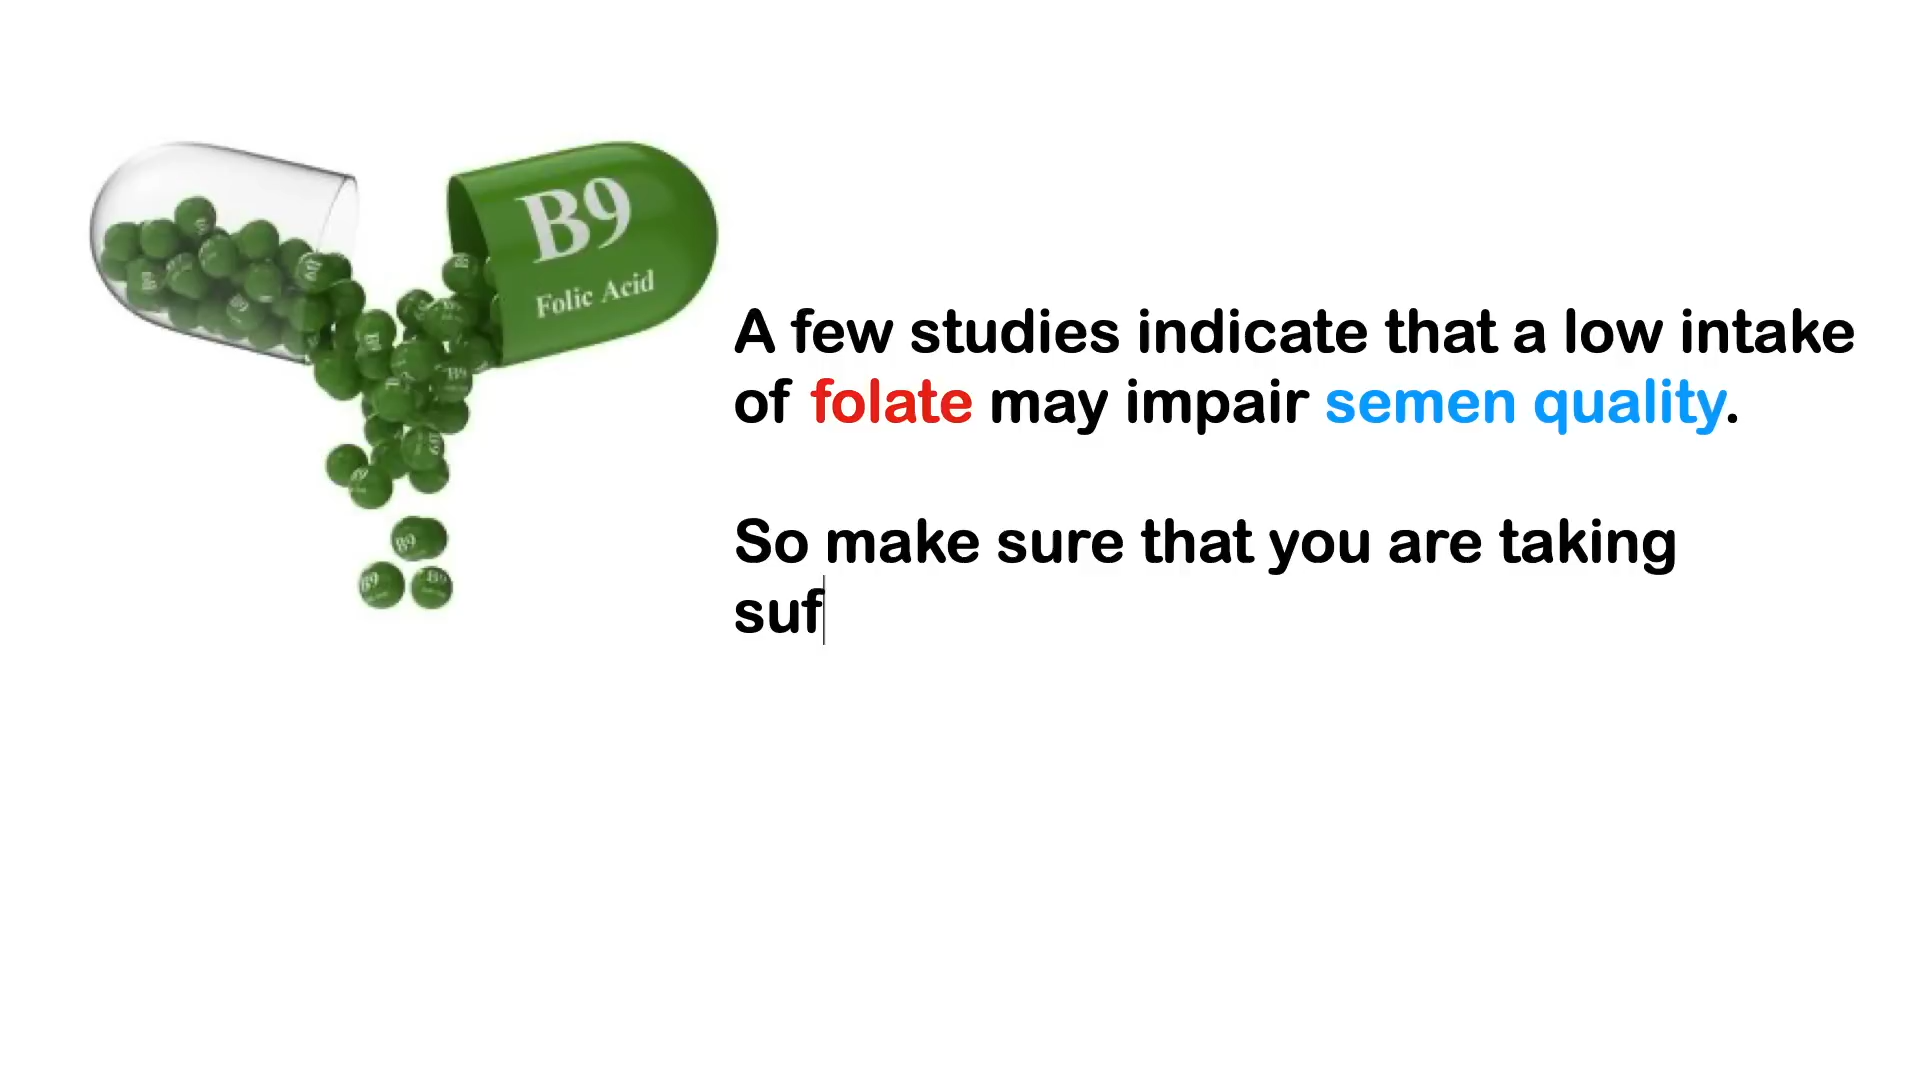 B9
Folic Acid
A few studies indicate that a low intake
of folate may impair semen quality.
So make sure that you are taking
suf